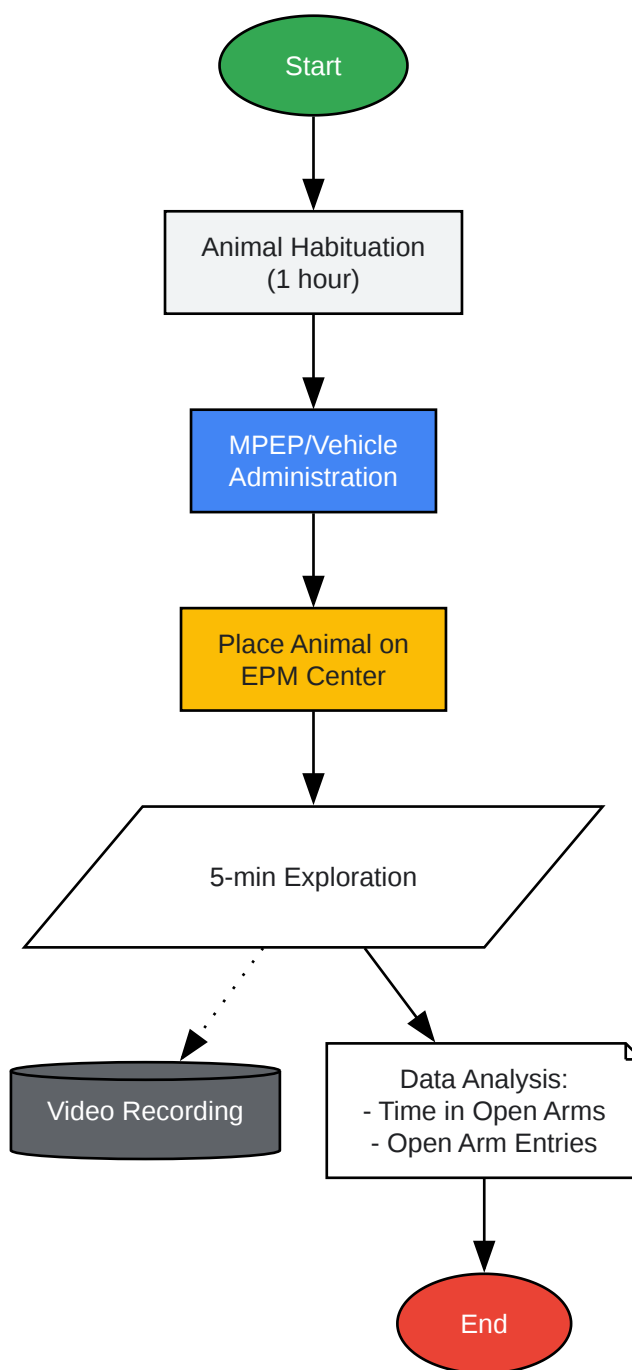 Start
Animal Habituation
(1 hour)
MPEP/Vehicle
Administration
Place Animal on
EPM Center
5-min Exploration
Video Recording
Data Analysis:
- Time in Open Arms
- Open Arm Entries
End